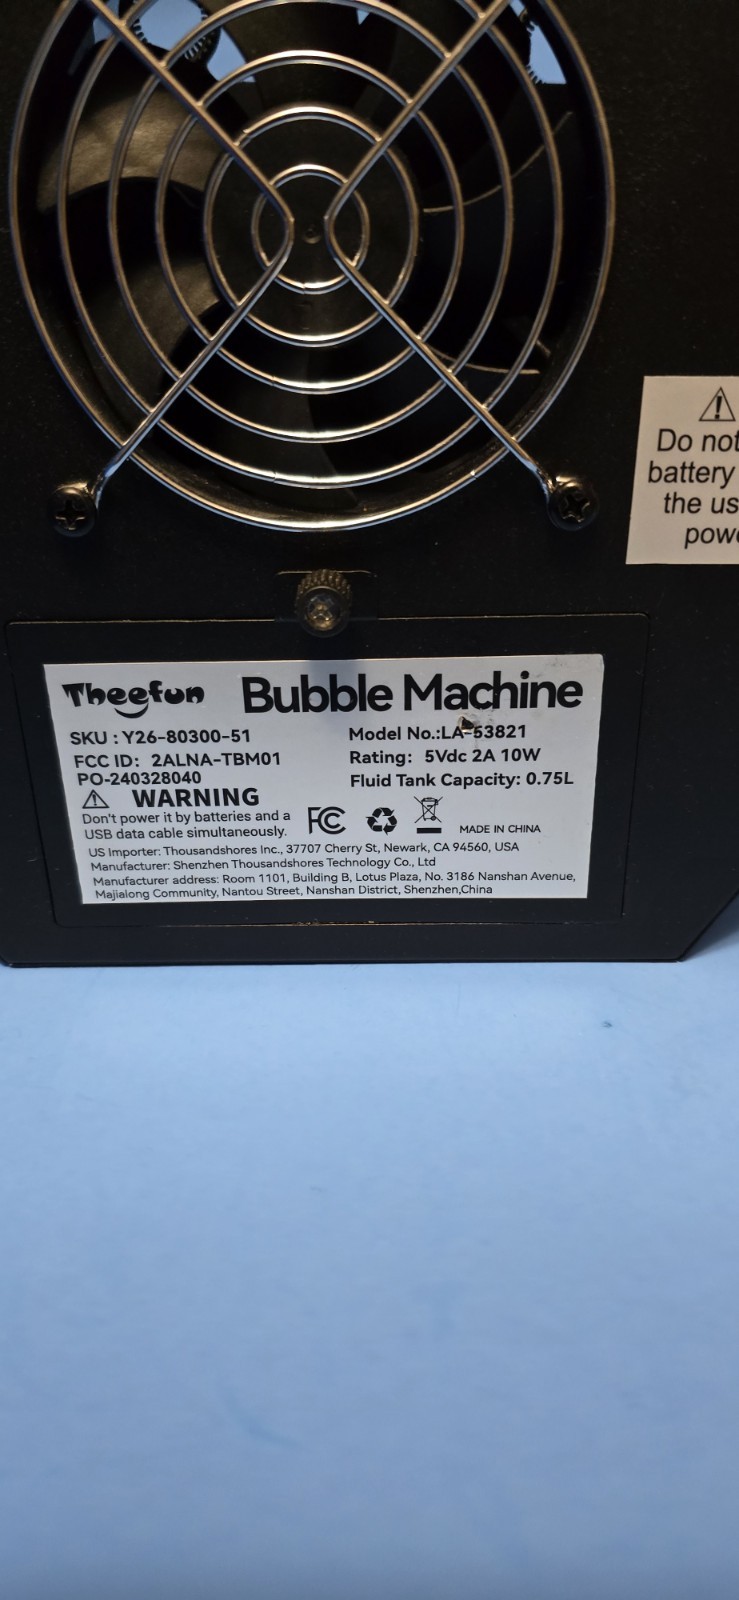 Do not
battery
the us
powe
Theefun Bubble Machine
SKU : Y26-80300-51 Model No.:LA-53821
FCC ID: 2ALNA-TBM01 Rating: 5Vdc 2A 10W
PO-240328040 Fluid Tank Capacity: 0.75L
WARNING
Don't power it by batteries and a
USB data cable simultaneously.
FC
MADE IN CHINA
US Importer: Thousandshores Inc., 37707 Cherry St, Newark, CA 94560, USA
Manufacturer: Shenzhen Thousandshores Technology Co., Ltd
Manufacturer address: Room 1101, Building B, Lotus Plaza, No. 3186 Nanshan Avenue,
Majialong Community, Nantou Street, Nanshan District, Shenzhen,China